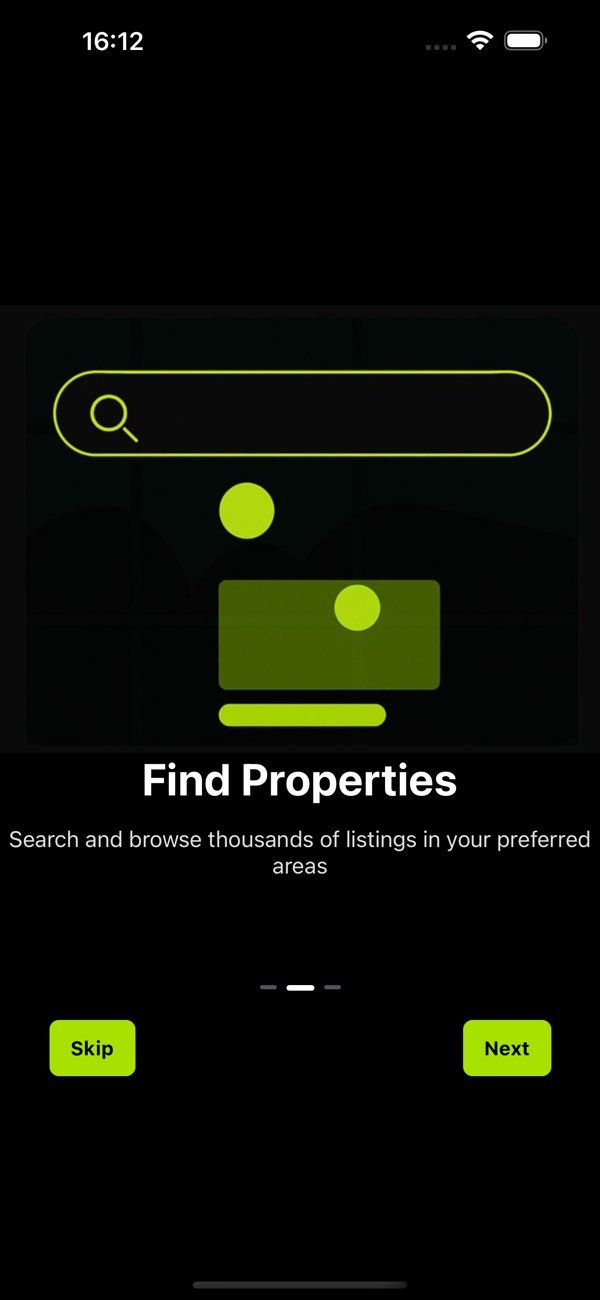 16:12
Find Properties
Search and browse thousands of listings in your preferred
areas
Skip
Next